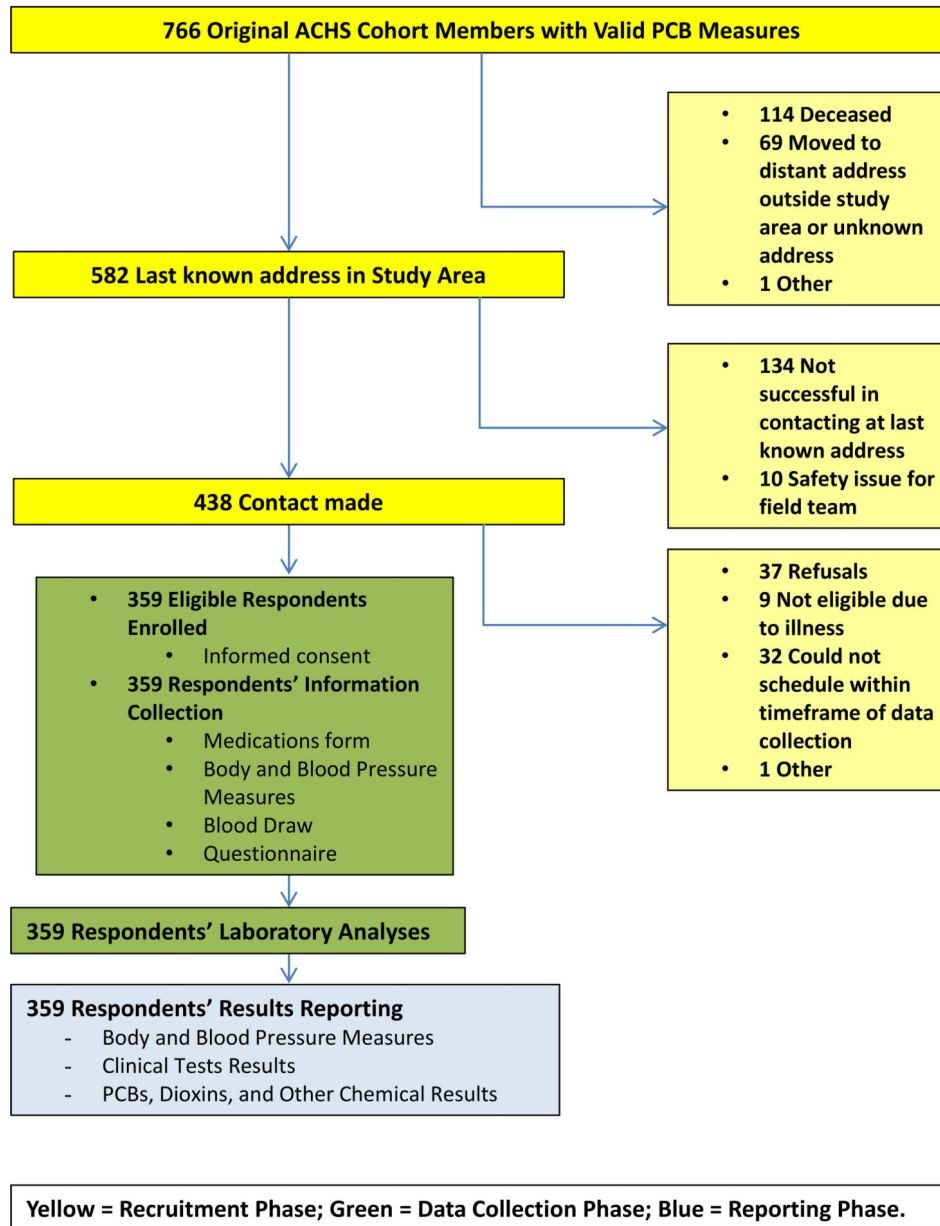 766 Original ACHS Cohort Members with Valid PCB Measures
• 114 Deceased
• 69 Moved to
distant address
outside study
area or unknown
address
• 1 Other
582 Last known address in Study Area
• 134 Not
successful in
contacting at last
known address
• 10 Safety issue for
field team
438 Contact made
• 37 Refusals
• 9 Not eligible due
to illness
• 32 Could not
schedule within
timeframe of data
collection
• 1 Other
• 359 Eligible Respondents
Enrolled
• Informed consent
• 359 Respondents’ Information
Collection
• Medications form
• Body and Blood Pressure
Measures
• Blood Draw
• Questionnaire
359 Respondents’ Laboratory Analyses
359 Respondents’ Results Reporting
- Body and Blood Pressure Measures
- Clinical Tests Results
- PCBs, Dioxins, and Other Chemical Results
Yellow = Recruitment Phase; Green = Data Collection Phase; Blue = Reporting Phase.